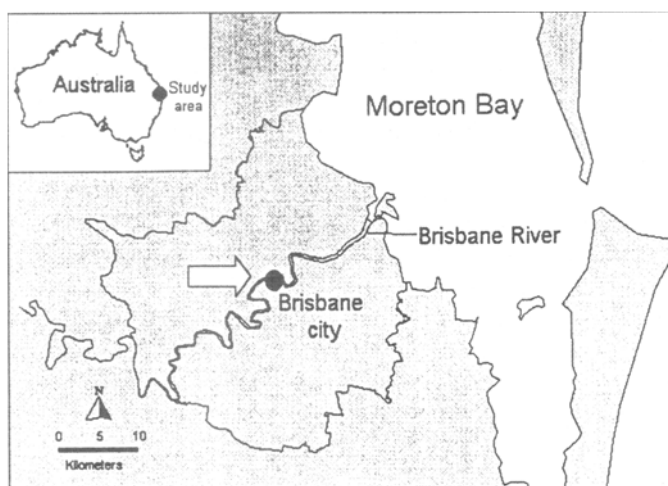 Australia
Study
area
Moreton Bay
Brisbane River
Brisbane
city
N
0 5 10
Kilometers